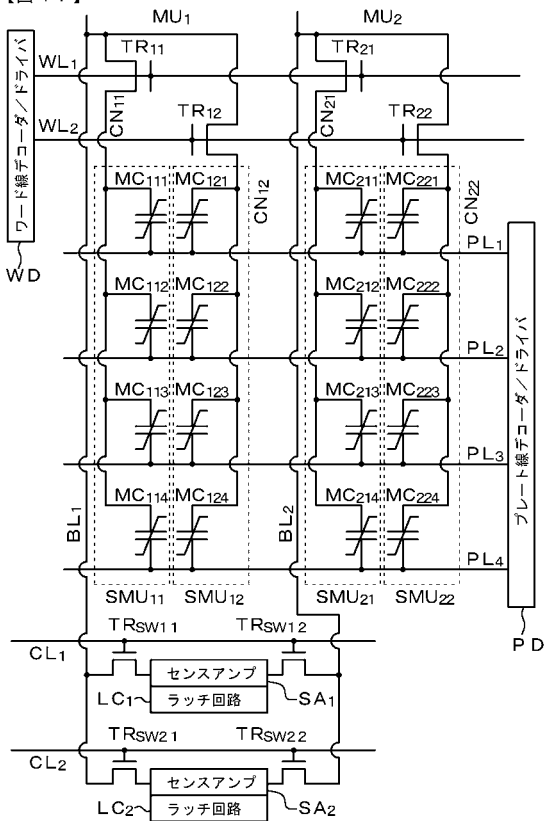 MU1 MU2
TR11 TR21
WL1
CN11 CN21
TR12 TR22
WL2
ワード線デコーダ/ドライバ
WD
MC111 MC121 CN12 MC211 MC221 CN22
PL1
MC112 MC122 MC212 MC222
PL2
MC113 MC123 MC213 MC223
PL3
プレート線デコーダ/ドライバ
PD
MC114 MC124 MC214 MC224
BL1 BL2
PL4
SMU11 SMU12 SMU21 SMU22
TRSW11 TRSW12
CL1
センスアンプ
LC1 ラッチ回路 SA1
TRSW21 TRSW22
CL2
センスアンプ
LC2 ラッチ回路 SA2